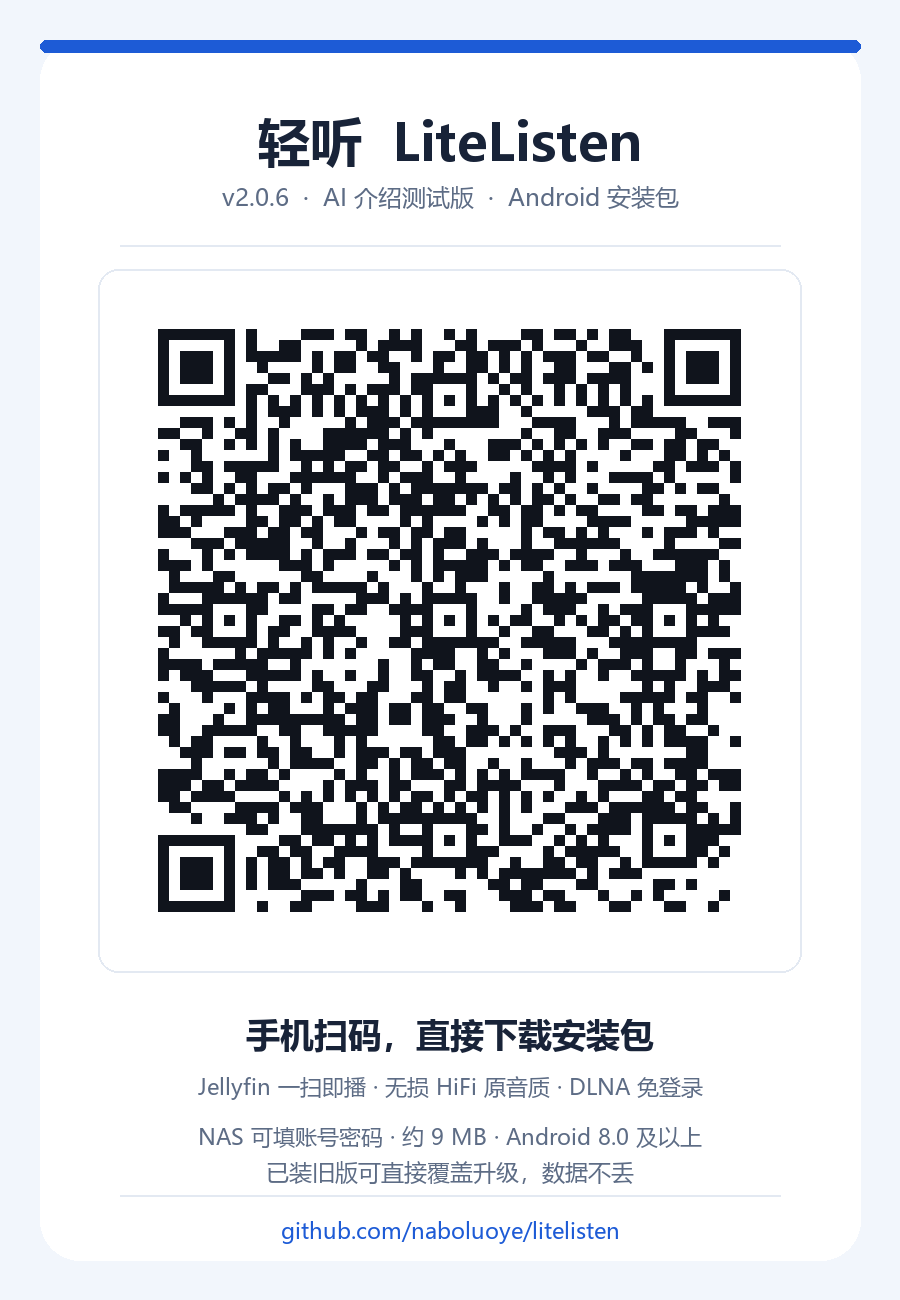 轻听 LiteListen
v2.0.6 · AI 介绍测试版 · Android 安装包
手机扫码，直接下载安装包
Jellyfin 一扫即播 · 无损 HiFi 原音质 · DLNA 免登录
NAS 可填账号密码 · 约 9 MB · Android 8.0 及以上
已装旧版可直接覆盖升级，数据不丢
github.com/naboluoye/litelisten